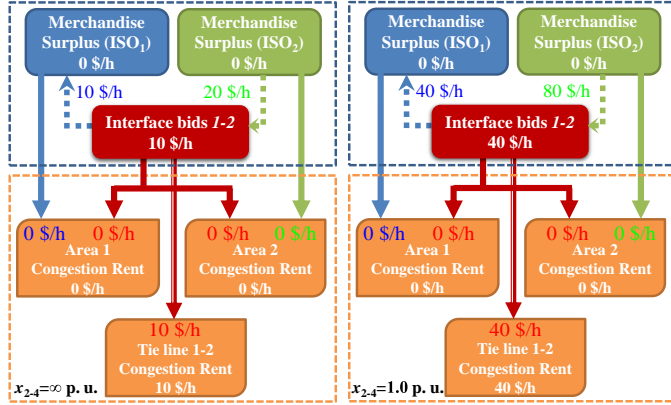 Merchandise
Surplus (ISO1)
0 $/h
Merchandise
Surplus (ISO2)
0 $/h
10 $/h
20 $/h
Interface bids 1-2
10 $/h
0 $/h 0 $/h
Area 1
Congestion Rent
0 $/h
0 $/h 0 $/h
Area 2
Congestion Rent
0 $/h
10 $/h
Tie line 1-2
Congestion Rent
10 $/h
x2-4=∞ p. u.
Merchandise
Surplus (ISO1)
0 $/h
Merchandise
Surplus (ISO2)
0 $/h
40 $/h
80 $/h
Interface bids 1-2
40 $/h
0 $/h 0 $/h
Area 1
Congestion Rent
0 $/h
0 $/h 0 $/h
Area 2
Congestion Rent
0 $/h
40 $/h
Tie line 1-2
Congestion Rent
40 $/h
x2-4=1.0 p. u.